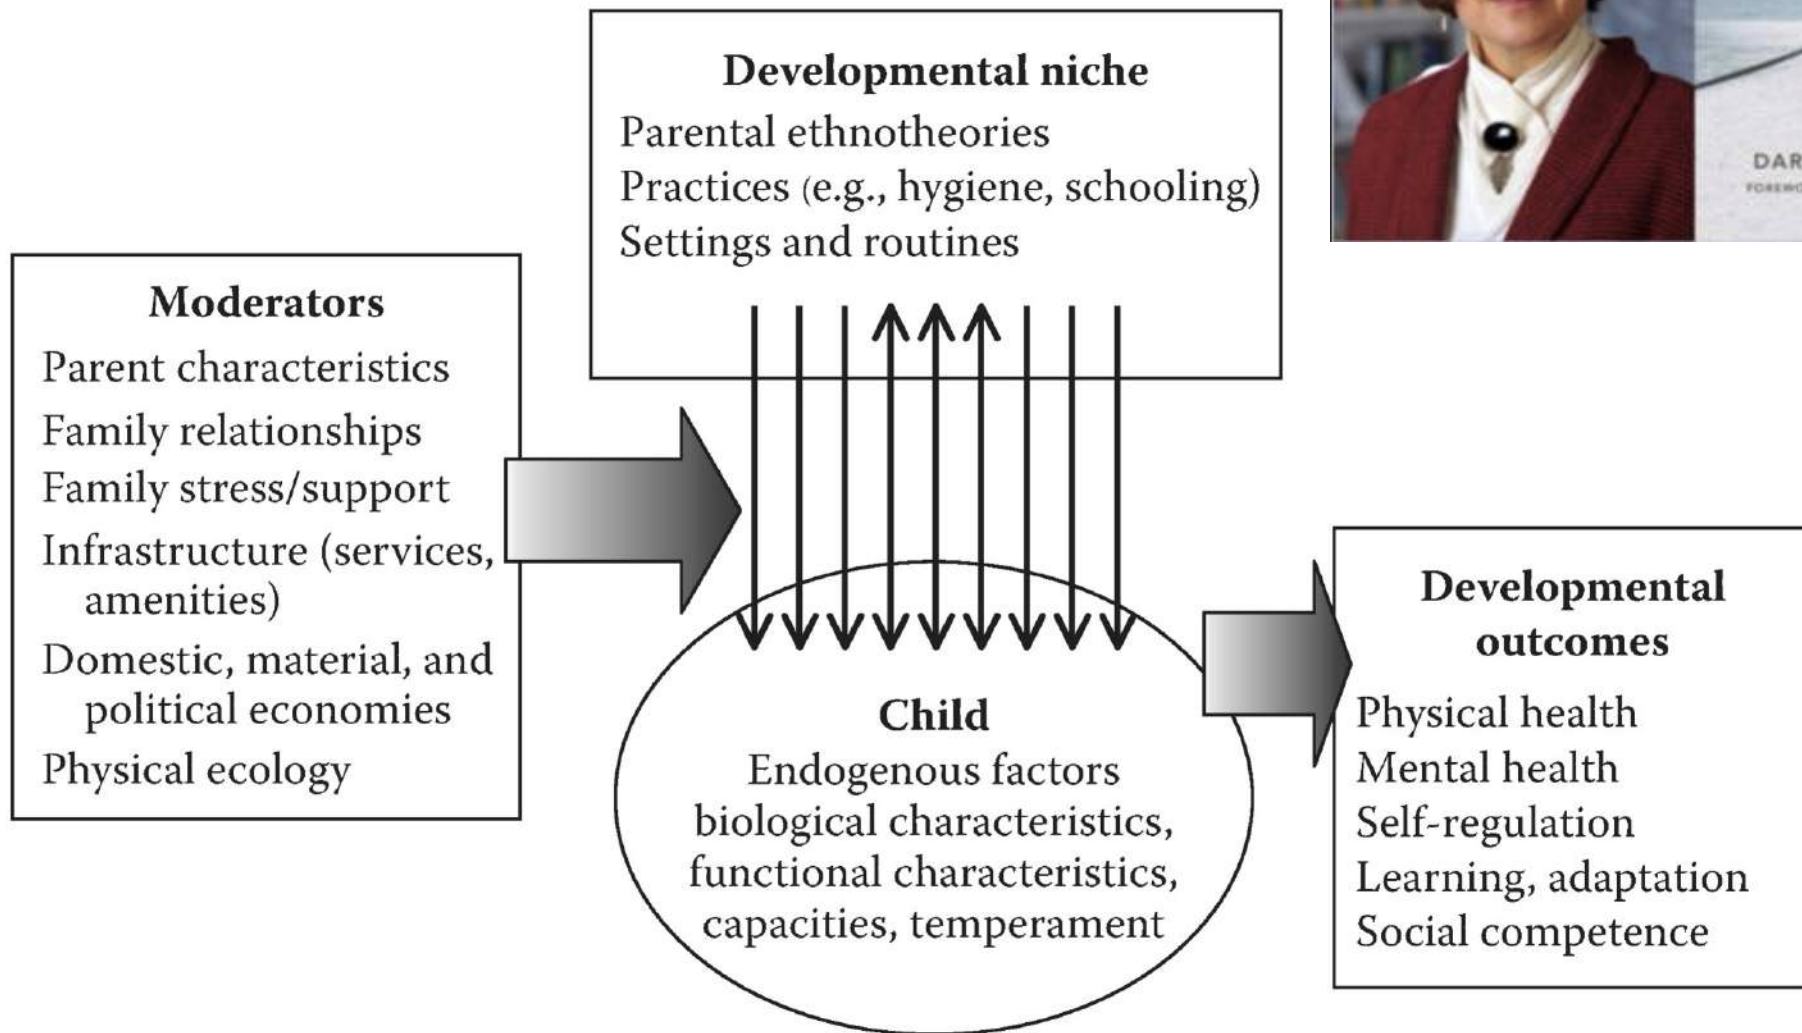 Developmental niche
Parental ethnotheories
Practices (e.g., hygiene, schooling)
Settings and routines
Moderators
Parent characteristics
Family relationships
Family stress/support
Infrastructure (services,
amenities)
Domestic, material, and
political economies
Physical ecology
Child
Endogenous factors
biological characteristics,
functional characteristics,
capacities, temperament
Developmental
outcomes
Physical health
Mental health
Self-regulation
Learning, adaptation
Social competence
DAR
FOREWO